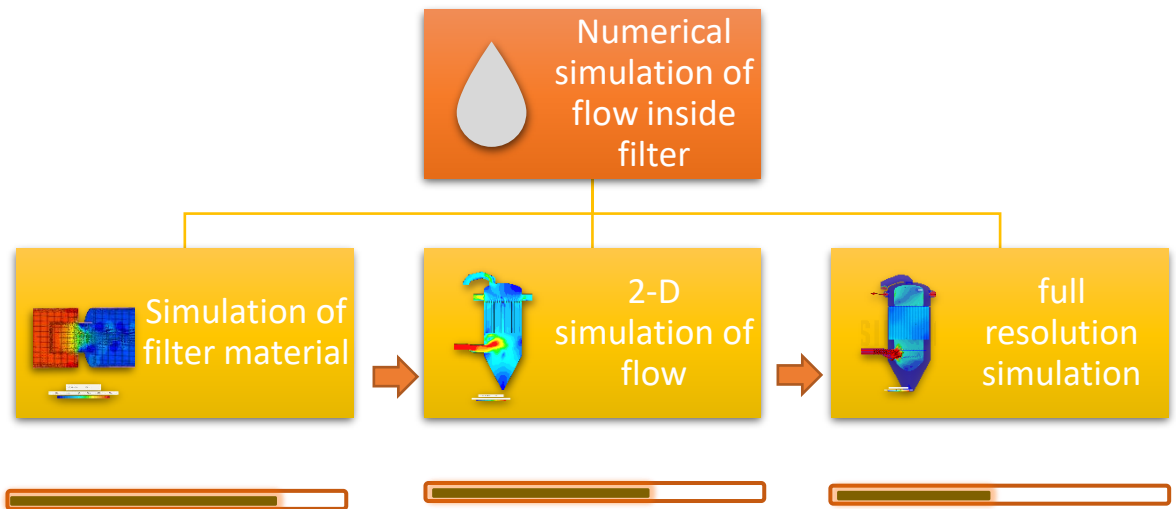 Numerical
simulation of
flow inside
filter
Simulation of
filter material
2-D
simulation of
flow
full
resolution
simulation